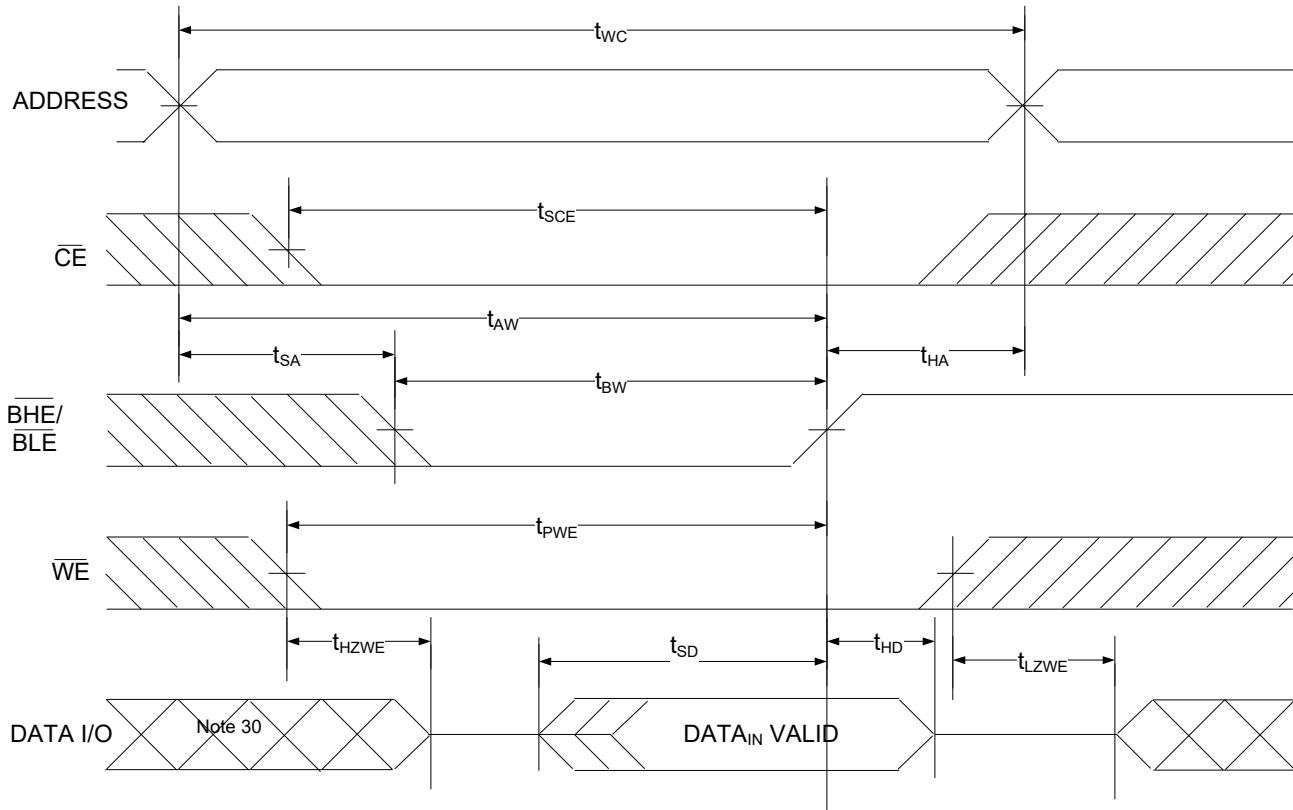 tWC
ADDRESS
tSCE
CE
tAW
tSA
tHA
tBW
BHE/
BLE
tPWE
WE
tHZWE
tSD
tHD
tLZWE
DATA I/O
Note 30
DATAIN VALID